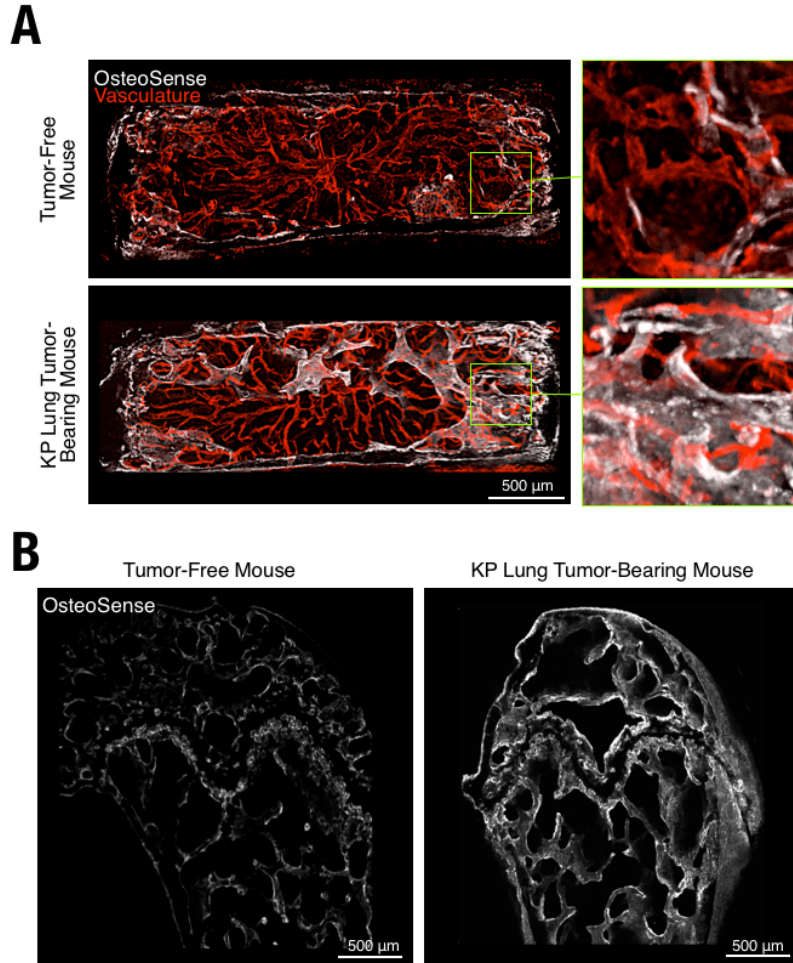 A
OsteoSense
Vasculature
Tumor-Free
Mouse
KP Lung Tumor-
Bearing Mouse
500 µm
B
Tumor-Free Mouse
KP Lung Tumor-Bearing Mouse
OsteoSense
500 µm
500 µm